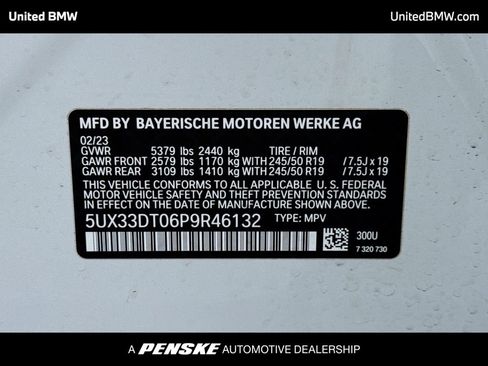 United BMW
UnitedBMW.com
MFD BY BAYERISCHE MOTOREN WERKE AG
02/23
GVWR 5379 lbs 2440 kg TIRE / RIM
GAWR FRONT 2579 lbs 1170 kg WITH 245/50 R19 / 7.5J x 19
GAWR REAR 3109 lbs 1410 kg WITH 245/50 R19 / 7.5J x 19
THIS VEHICLE CONFORMS TO ALL APPLICABLE U. S. FEDERAL
MOTOR VEHICLE SAFETY AND THEFT PREVENTION STANDARDS
IN EFFECT ON THE DATE OF MANUFACTURE SHOWN ABOVE.
5UX33DT06P9R46132 TYPE: MPV
300U
7 320 730
A PENSKE AUTOMOTIVE DEALERSHIP